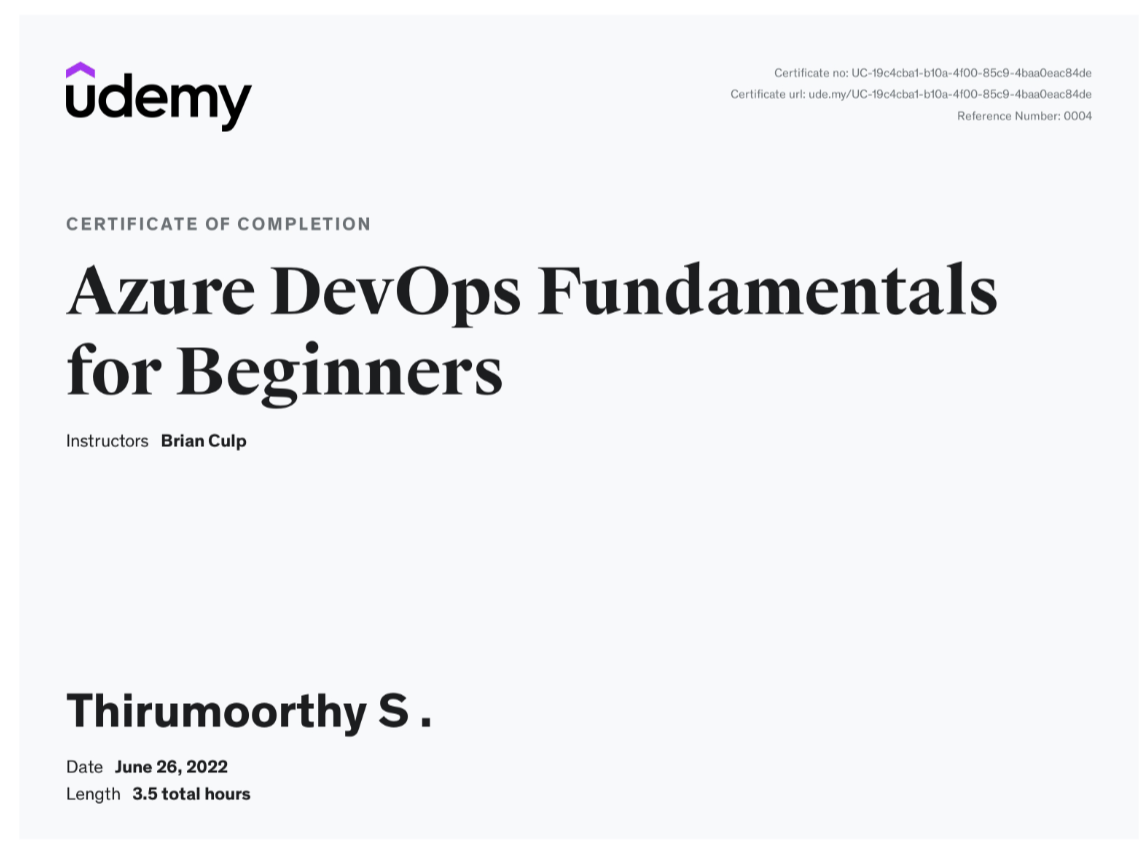 udemy
Certificate no: UC-19c4cba1-b10a-4f00-85c9-4baa0eac84de
Certificate url: ude.my/UC-19c4cba1-b10a-4f00-85c9-4baa0eac84de
Reference Number: 0004
CERTIFICATE OF COMPLETION
Azure DevOps Fundamentals
for Beginners
Instructors Brian Culp
Thirumoorthy S .
Date June 26, 2022
Length 3.5 total hours